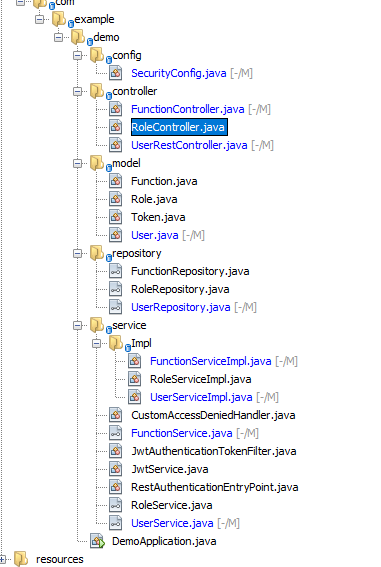 com
example
demo
config
SecurityConfig.java [-/M]
controller
FunctionController.java [-/M]
RoleController.java
UserRestController.java [-/M]
model
Function.java
Role.java
Token.java
User.java [-/M]
repository
FunctionRepository.java
RoleRepository.java
UserRepository.java [-/M]
service
Impl
FunctionServiceImpl.java [-/M]
RoleServiceImpl.java
UserServiceImpl.java [-/M]
CustomAccessDeniedHandler.java
FunctionService.java [-/M]
JwtAuthenticationTokenFilter.java
JwtService.java
RestAuthenticationEntryPoint.java
RoleService.java
UserService.java [-/M]
DemoApplication.java
resources